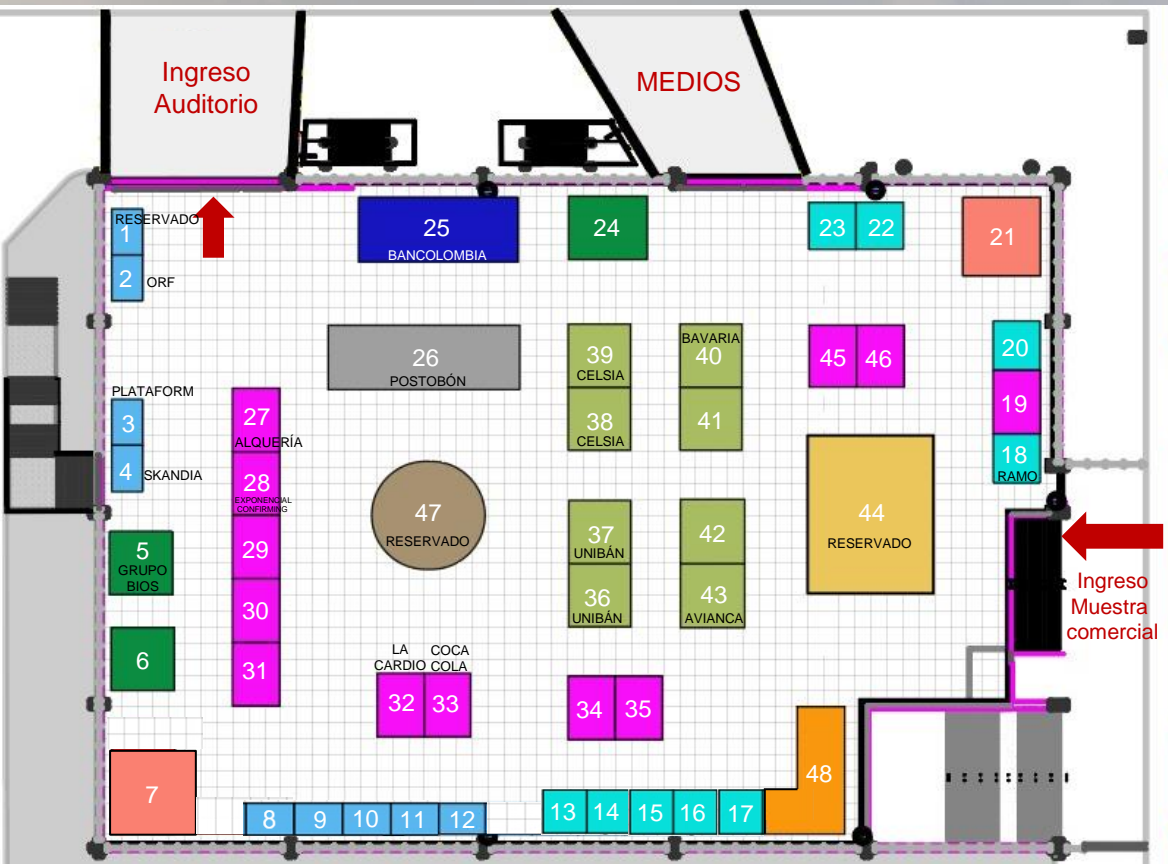 Ingreso
Auditorio
MEDIOS
RESERVADO
1
2
ORF
25
BANCOLOMBIA
24
23
22
21
26
POSTOBÓN
39
CELSIA
38
CELSIA
BAVARIA
40
41
45
46
20
19
18
RAMO
PLATAFORM
3
4
SKANDIA
27
ALQUERÍA
28
EXPONENCIAL
CONFIRMING
29
30
31
47
RESERVADO
37
UNIBÁN
36
UNIBÁN
42
43
AVIANCA
44
RESERVADO
Ingreso
Muestra
comercial
5
GRUPO
BIOS
6
LA
CARDIO
COCA
COLA
32
33
34
35
48
7
8
9
10
11
12
13
14
15
16
17